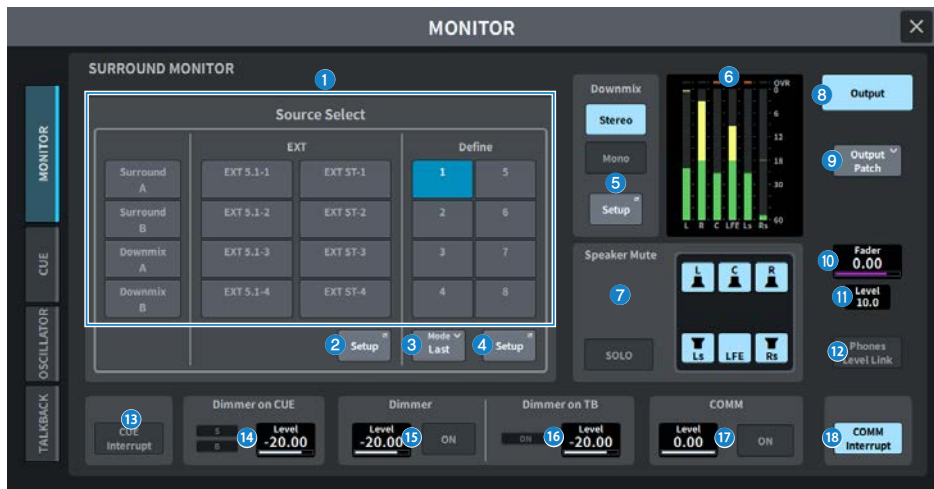 MONITOR
SURROUND MONITOR
MONITOR
CUE
OSCILLATOR
TALKBACK
1
Source Select
EXT
Define
Surround
A
EXT 5.1-1
EXT ST-1
1
5
Surround
B
EXT 5.1-2
EXT ST-2
2
6
Downmix
A
EXT 5.1-3
EXT ST-3
3
7
Downmix
B
EXT 5.1-4
EXT ST-4
4
8
2
Setup
3
Mode
Last
4
Setup
Downmix
Stereo
Mono
5
Setup
6
OVR
0
6
12
18
30
60
L R C LFE Ls Rs
Speaker Mute
7
SOLO
L
C
R
Ls
LFE
Rs
8
Output
9
Output
Patch
10
Fader
0.00
11
Level
10.0
12
Phones
Level Link
13
CUE
Interrupt
Dimmer on CUE
S
B
14
Level
-20.00
Dimmer
Level
-20.00
15
ON
Dimmer on TB
ON
16
Level
-20.00
COMM
Level
0.00
17
ON
18
COMM
Interrupt